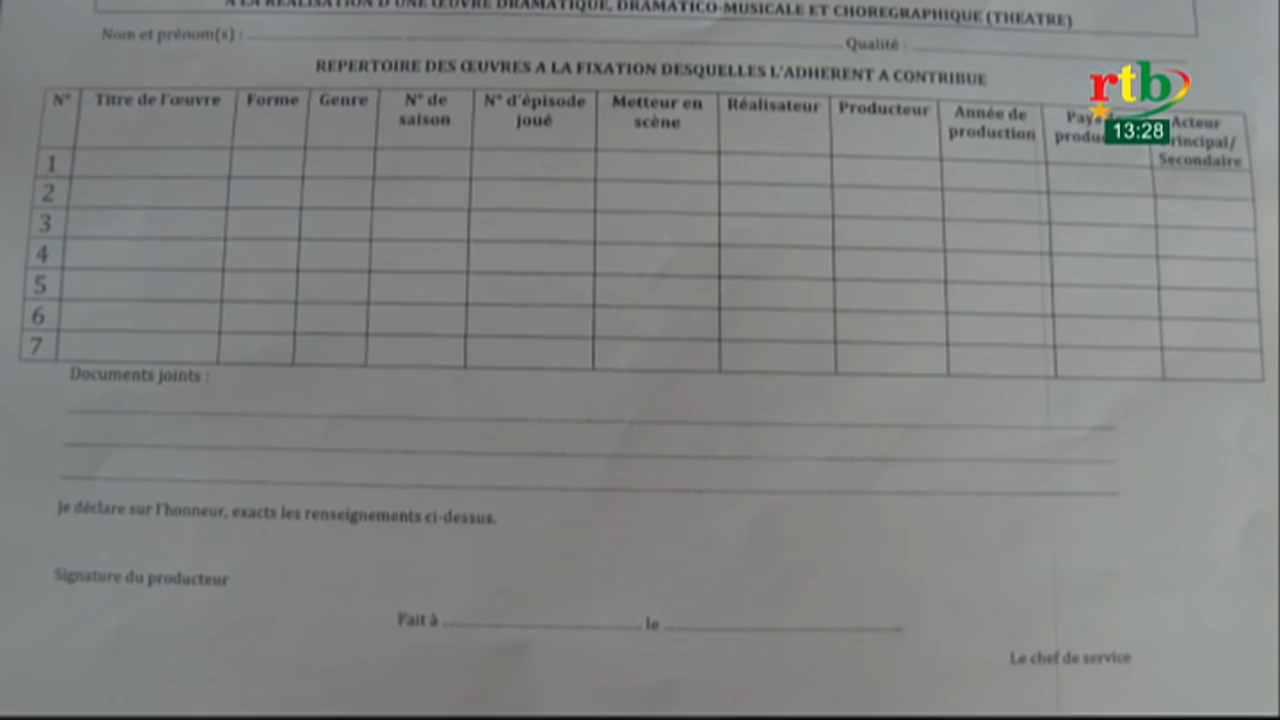 A LA REALISATION D'UNE ŒUVRE DRAMATIQUE, DRAMATICO-MUSICALE ET CHOREGRAPHIQUE (THEATRE)
Nom et prénom(s) : Qualité :
REPERTOIRE DES ŒUVRES A LA FIXATION DESQUELLES L'ADHERENT A CONTRIBUE
rtb
13:28
N° Titre de l'œuvre Forme Genre N° de saison N° d'épisode joué Metteur en scène Réalisateur Producteur Année de production Acteur Secondaire
1
2
3
4
5
6
7
Documents joints :
Je déclare sur l'honneur, exacts les renseignements ci-dessus.
Signature du producteur
Fait à le
Le chef de service